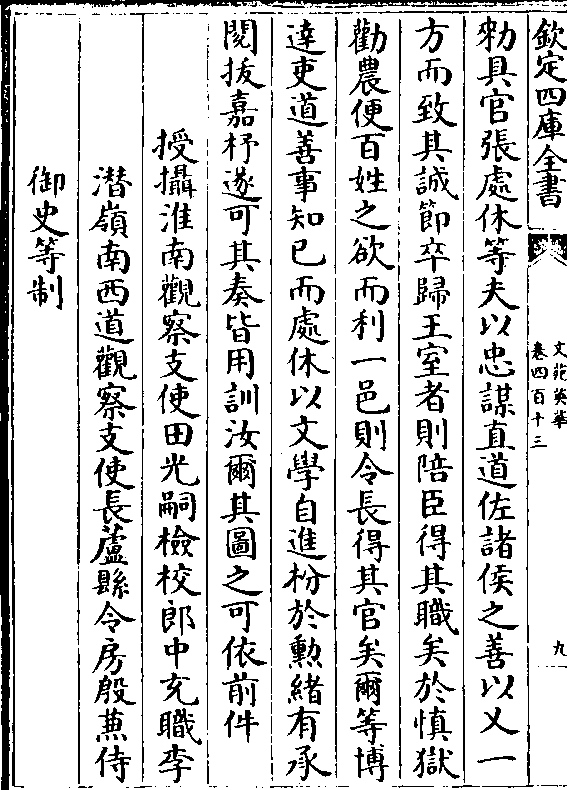 欽定四庫全書
文苑英華
卷四百十三
九
勑具官張處休等夫以忠謀直道佐諸侯之善以乂一
方而致其誠節卒歸王室者則陪臣得其職矣於慎獄
勸農便百姓之欲而利一邑則令長得其官矣爾等博
達吏道善事知已而處休以文學自進枌於勲緒有承
閲拔嘉杼遂可其奏皆用訓汝爾其圖之可依前件
授攝淮南觀察支使田光嗣檢校郎中充職李
潛嶺南西道觀察支使長蘆縣令房殷蕪侍
御史等制